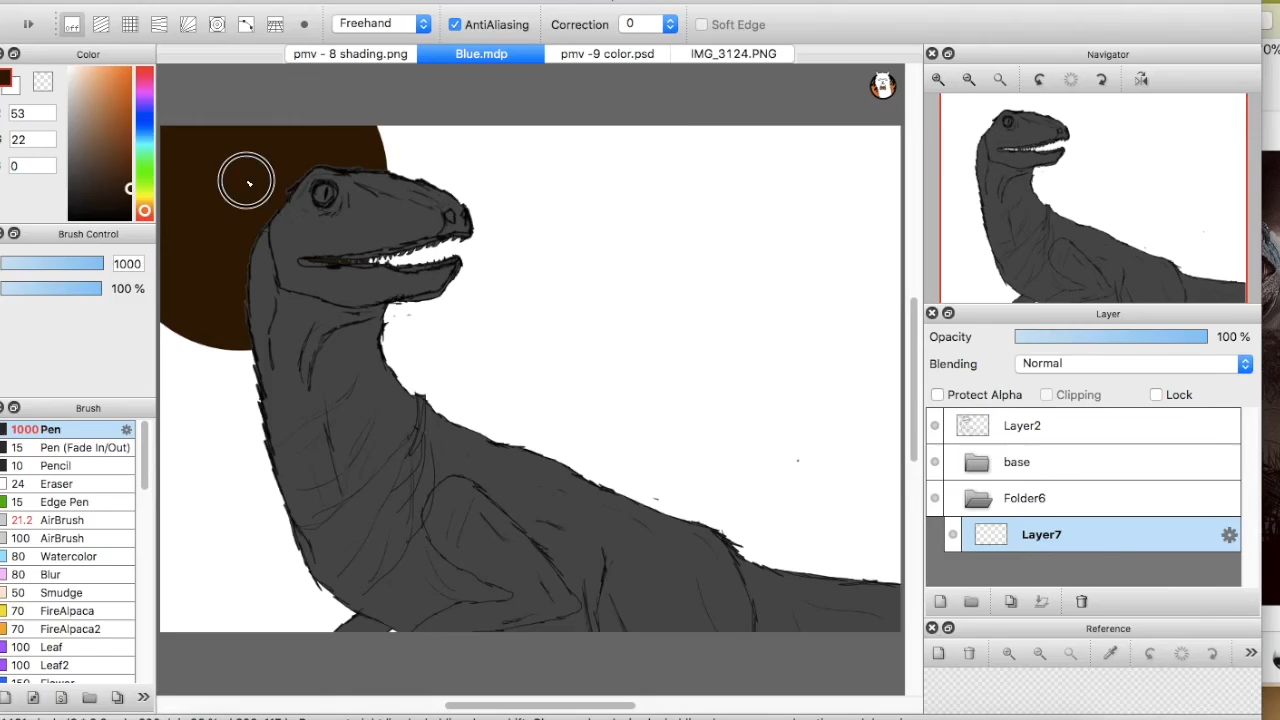 off
Freehand
AntiAliasing
Correction
0
Soft Edge
Color
pmv - 8 shading.png
Blue.mdp
pmv -9 color.psd
IMG_3124.PNG
Navigator
53
22
0
Brush Control
1000
100 %
Layer
Opacity
100 %
Blending
Normal
Protect Alpha
Clipping
Lock
Brush
1000 Pen
15 Pen (Fade In/Out)
10 Pencil
24 Eraser
15 Edge Pen
21.2 AirBrush
100 AirBrush
80 Watercolor
80 Blur
50 Smudge
70 FireAlpaca
70 FireAlpaca2
100 Leaf
100 Leaf2
Layer2
base
Folder6
Layer7
Reference